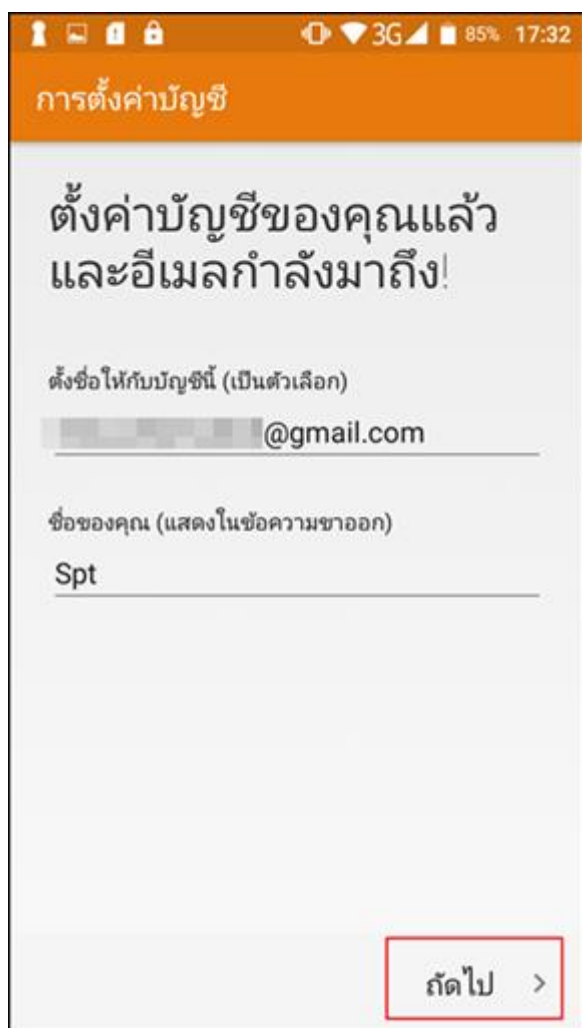 3G 85% 17:32
การตั้งค่าบัญชี
ตั้งค่าบัญชีของคุณแล้ว
และอีเมลกำลังมาถึง!
ตั้งชื่อให้กับบัญชีนี้ (เป็นตัวเลือก)
@gmail.com
ชื่อของคุณ (แสดงในข้อความขาออก)
Spt
ถัดไป >